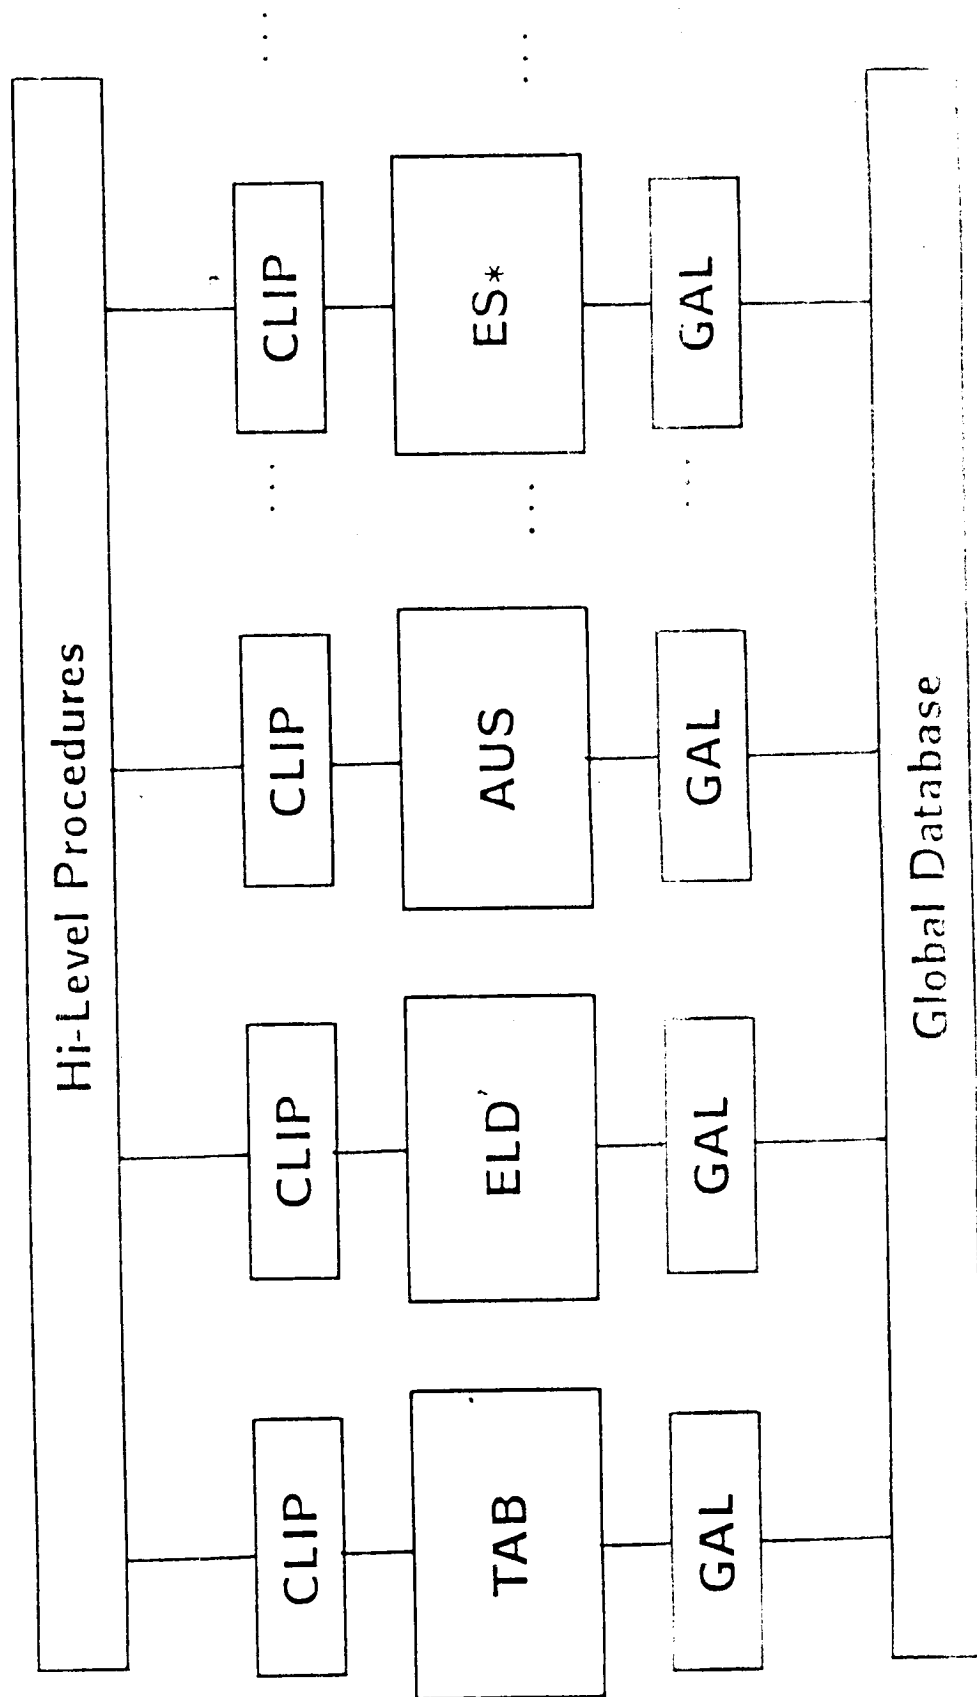 Hi-Level Procedures
CLIP CLIP CLIP ... CLIP ...
TAB ELD AUS ... ES* ...
GAL GAL GAL ... GAL
Global Database